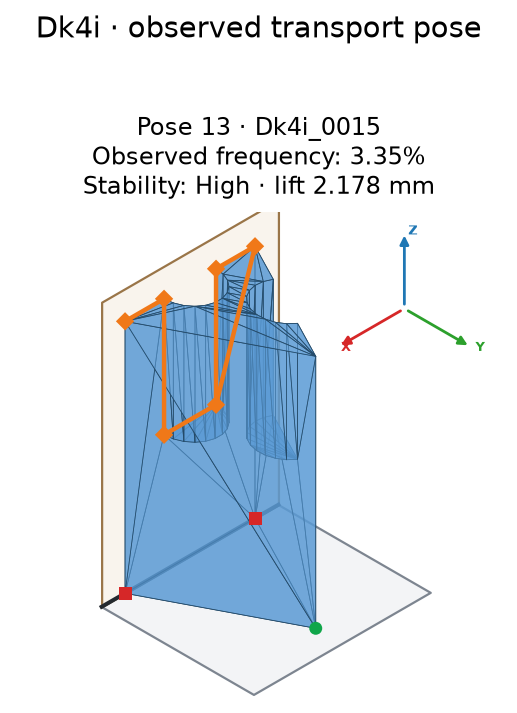 Dk4i · observed transport pose
Pose 13 · Dk4i_0015
Observed frequency: 3.35%
Stability: High · lift 2.178 mm
Z
X
Y